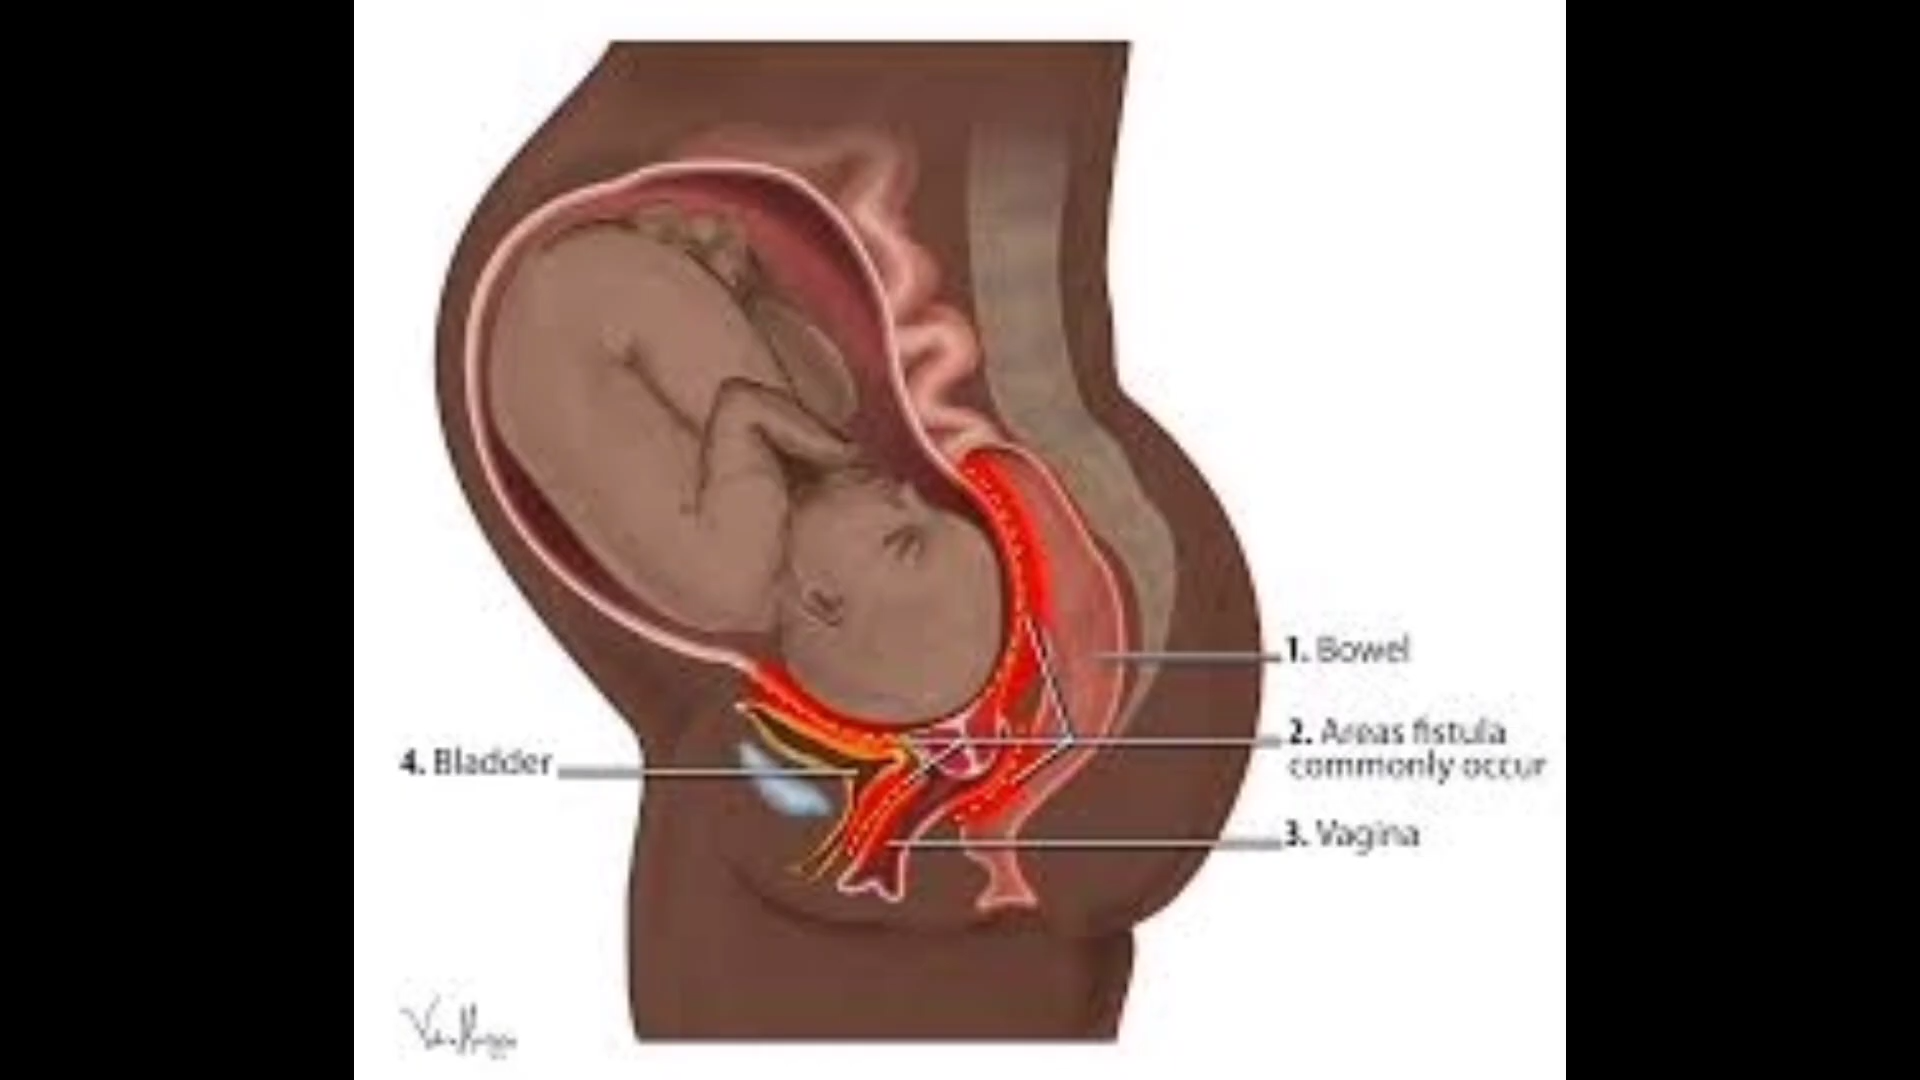 1. Bowel
2. Areas fistula
commonly occur
3. Vagina
4. Bladder